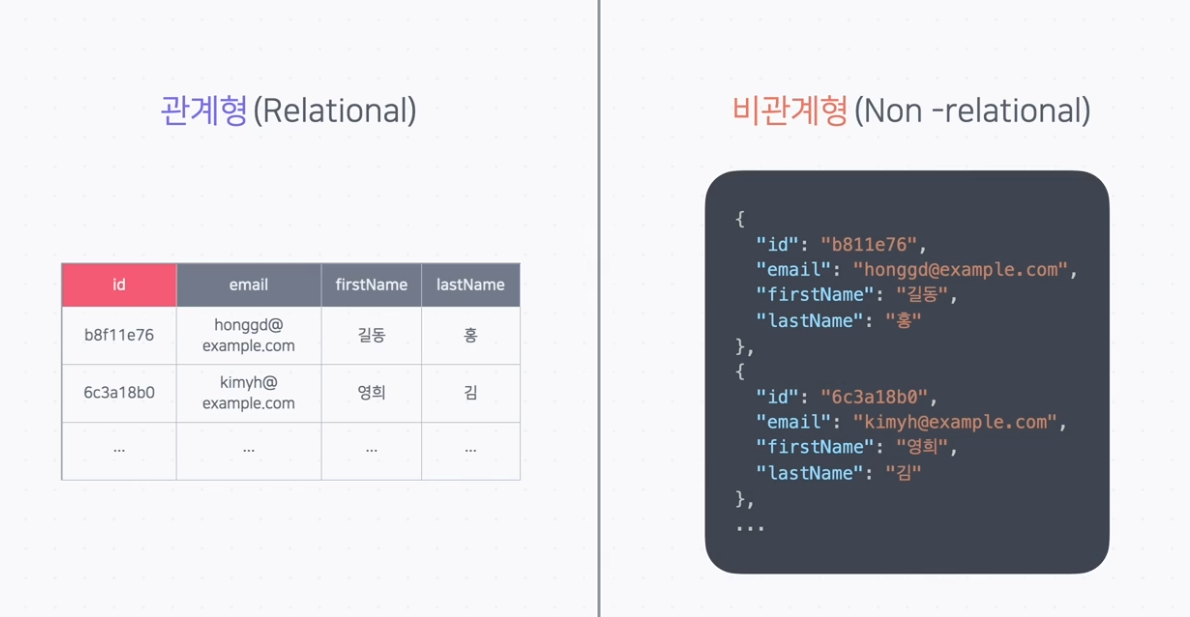 관계형(Relational)
id email firstName lastName
b8f11e76 honggd@ 길동 홍
example.com
6c3a18b0 kimyh@ 영희 김
example.com
... ... ... ...
비관계형(Non -relational)
{
"id": "b811e76",
"email": "honggd@example.com",
"firstName": "길동",
"lastName": "홍"
},
{
"id": "6c3a18b0",
"email": "kimyh@example.com",
"firstName": "영희",
"lastName": "김"
},
...